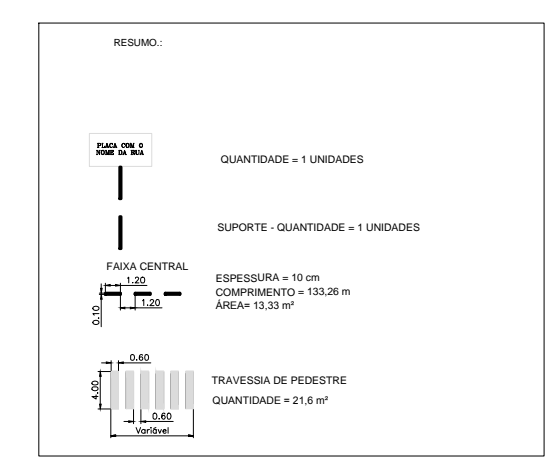 RESUMO.:
PLACA COM O
NOME DA RUA
QUANTIDADE = 1 UNIDADES
SUPORTE - QUANTIDADE = 1 UNIDADES
FAIXA CENTRAL
1.20
1.20
0.10
ESPESSURA = 10 cm
COMPRIMENTO = 133,26 m
ÁREA= 13,33 m²
0.60
4.00
0.60
Variável
TRAVESSIA DE PEDESTRE
QUANTIDADE = 21,6 m²